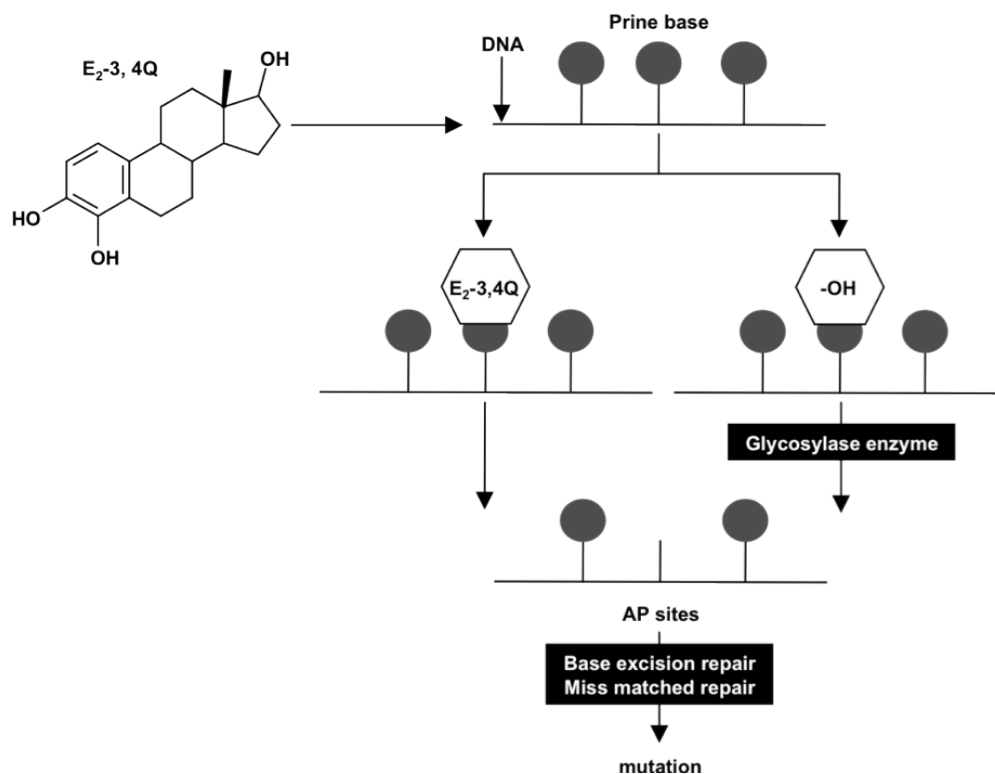 Prine base
DNA
E₂-3, 4Q
OH
HO
OH
E₂-3,4Q
-OH
Glycosylase enzyme
AP sites
Base excision repair
Miss matched repair
mutation